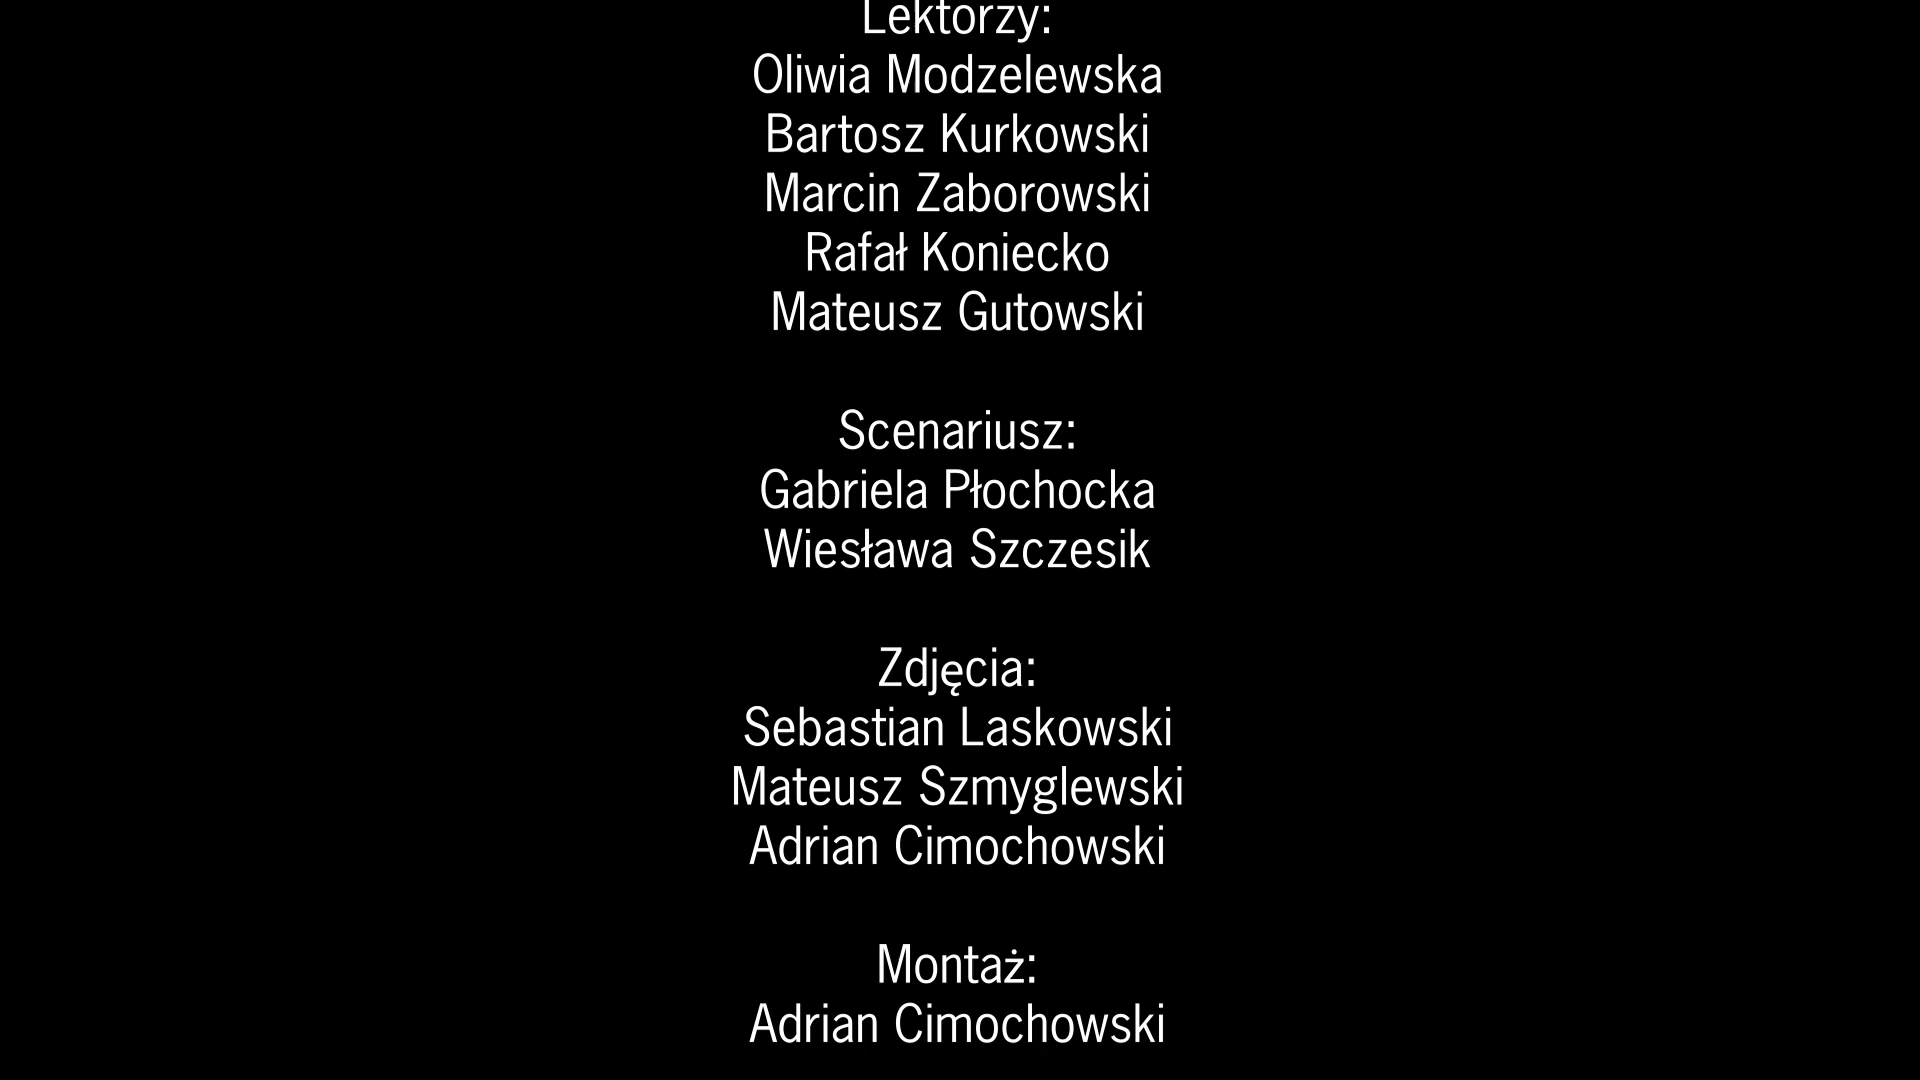 Lektorzy:
Oliwia Modzelewska
Bartosz Kurkowski
Marcin Zaborowski
Rafał Koniecko
Mateusz Gutowski
Scenariusz:
Gabriela Płochocka
Wiesława Szczesik
Zdjęcia:
Sebastian Laskowski
Mateusz Szmyglewski
Adrian Cimochowski
Montaż:
Adrian Cimochowski